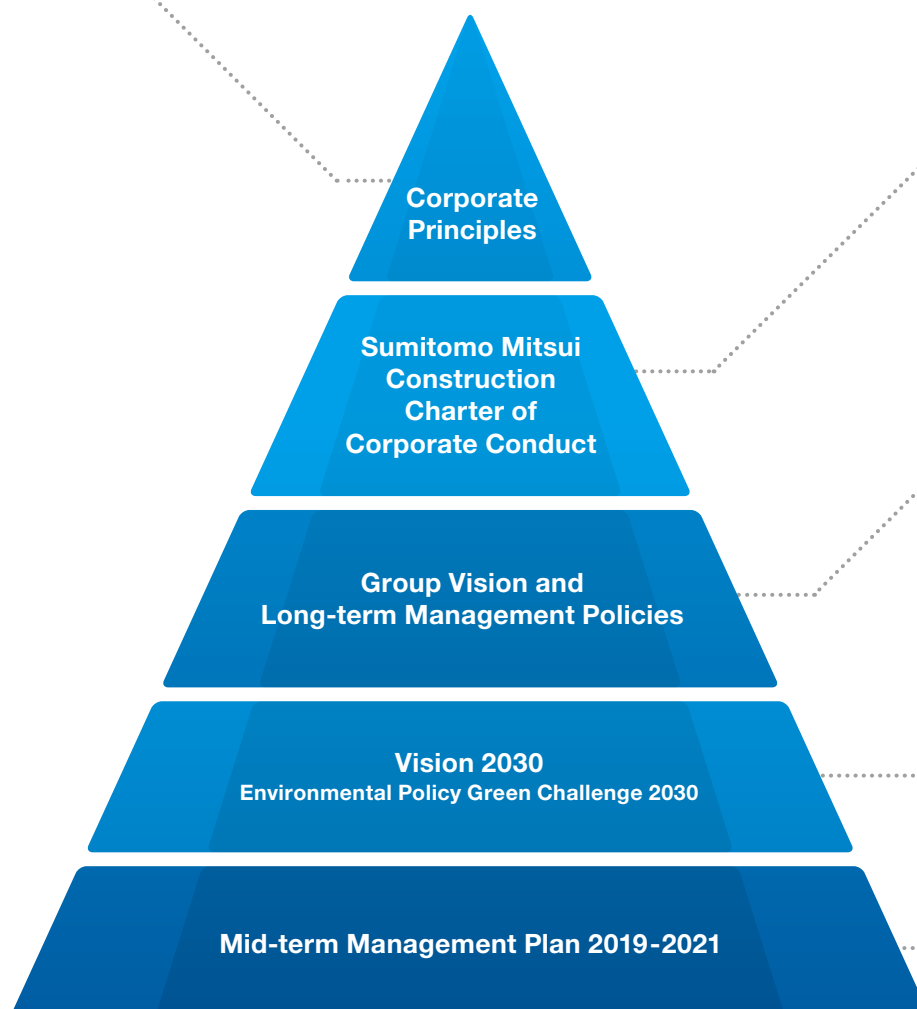 Corporate
Principles
Sumitomo Mitsui
Construction
Charter of
Corporate Conduct
Group Vision and
Long-term Management Policies
Vision 2030
Environmental Policy Green Challenge 2030
Mid-term Management Plan 2019-2021